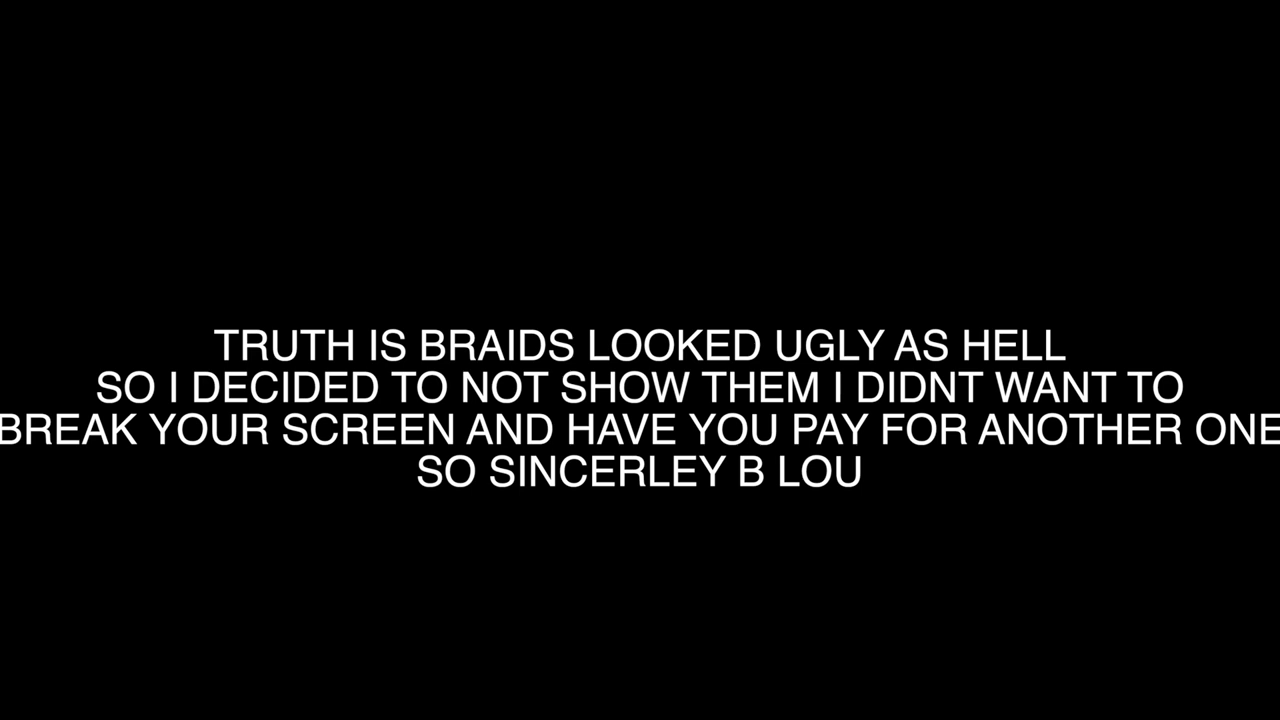 TRUTH IS BRAIDS LOOKED UGLY AS HELL
SO I DECIDED TO NOT SHOW THEM I DIDNT WANT TO
BREAK YOUR SCREEN AND HAVE YOU PAY FOR ANOTHER ONE
SO SINCERLEY B LOU